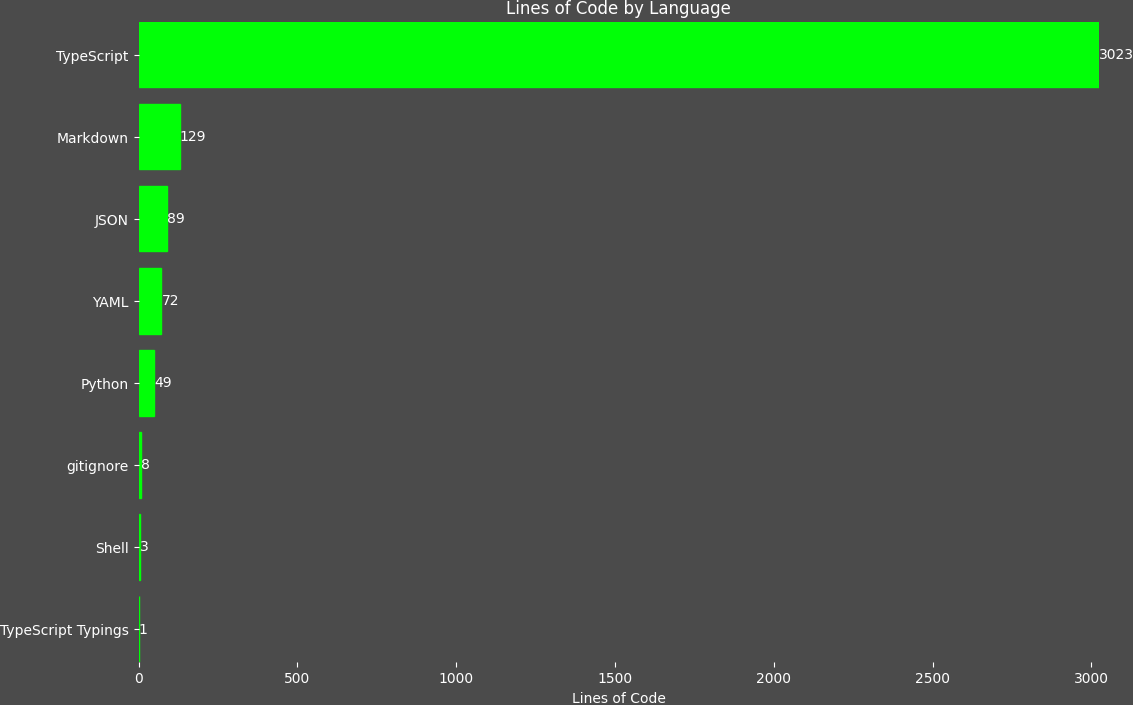 Lines of Code by Language
TypeScript 3023
Markdown 129
JSON 89
YAML 72
Python 49
gitignore 8
Shell 3
TypeScript Typings 1
0 500 1000 1500 2000 2500 3000
Lines of Code